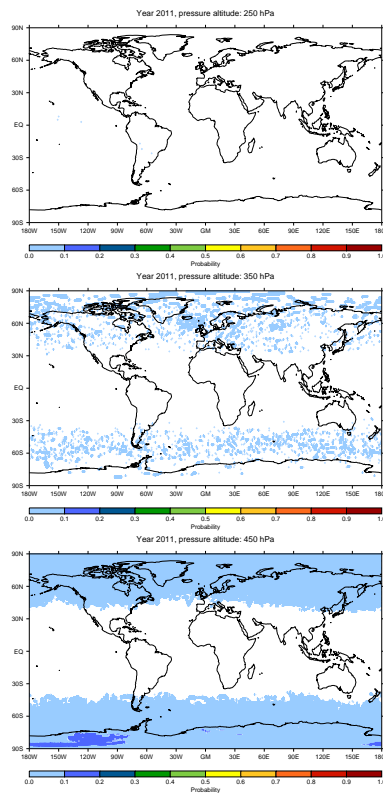 Year 2011, pressure altitude: 250 hPa
90N
60N
30N
EQ
30S
60S
90S
180W 150W 120W 90W 60W 30W GM 30E 60E 90E 120E 150E 18
0.0 0.1 0.2 0.3 0.4 0.5 0.6 0.7 0.8 0.9 1.
Probability
Year 2011, pressure altitude: 350 hPa
90N
60N
30N
EQ
30S
60S
90S
180W 150W 120W 90W 60W 30W GM 30E 60E 90E 120E 150E 18
0.0 0.1 0.2 0.3 0.4 0.5 0.6 0.7 0.8 0.9 1.
Probability
Year 2011, pressure altitude: 450 hPa
90N
60N
30N
EQ
30S
60S
90S
180W 150W 120W 90W 60W 30W GM 30E 60E 90E 120E 150E 18
0.0 0.1 0.2 0.3 0.4 0.5 0.6 0.7 0.8 0.9 1.
Probability